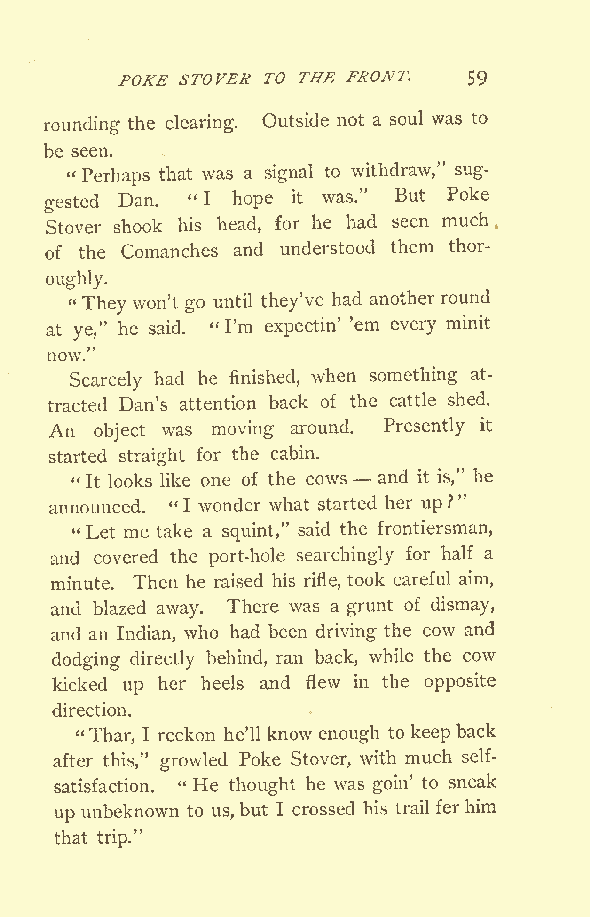 POKE STOVER TO THE FRONT. 59
rounding the clearing. Outside not a soul was to
be seen.
"Perhaps that was a signal to withdraw," sug-
gested Dan. "I hope it was." But Poke
Stover shook his head, for he had seen much
of the Comanches and understood them thor-
oughly.
"They won't go until they've had another round
at ye," he said. "I'm expectin' 'em every minit
now."
Scarcely had he finished, when something at-
tracted Dan's attention back of the cattle shed.
An object was moving around. Presently it
started straight for the cabin.
"It looks like one of the cows — and it is," he
announced. "I wonder what started her up?"
"Let me take a squint," said the frontiersman,
and covered the port-hole searchingly for half a
minute. Then he raised his rifle, took careful aim,
and blazed away. There was a grunt of dismay,
and an Indian, who had been driving the cow and
dodging directly behind, ran back, while the cow
kicked up her heels and flew in the opposite
direction.
"Thar, I reckon he'll know enough to keep back
after this," growled Poke Stover, with much self-
satisfaction. "He thought he was goin' to sneak
up unbeknown to us, but I crossed his trail fer him
that trip."